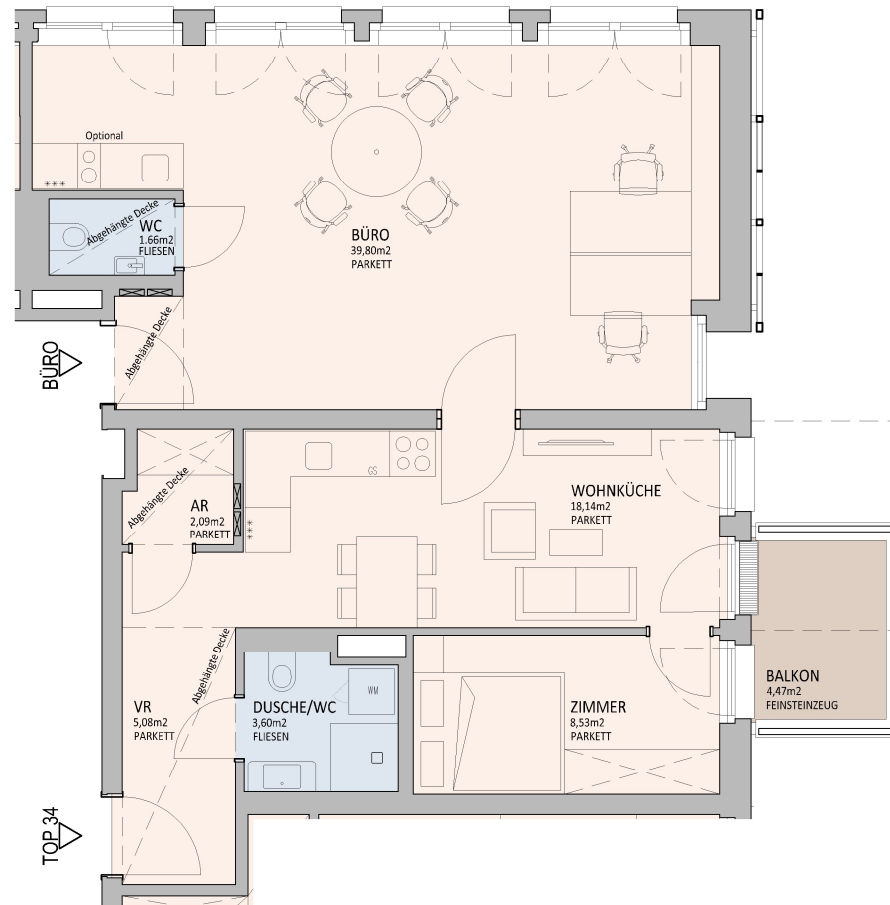 Optional
***
Abgehängte Decke
WC
1.66m2
FLIESEN
BÜRO
39,80m2
PARKETT
Abgehängte Decke
BÜRO
Abgehängte Decke
AR
2,09m2
PARKETT
***
GS
WOHNKÜCHE
18,14m2
PARKETT
Abgehängte Decke
VR
5,08m2
PARKETT
DUSCHE/WC
3,60m2
FLIESEN
WM
ZIMMER
8,53m2
PARKETT
BALKON
4,47m2
FEINSTEINZEUG
TOP 34